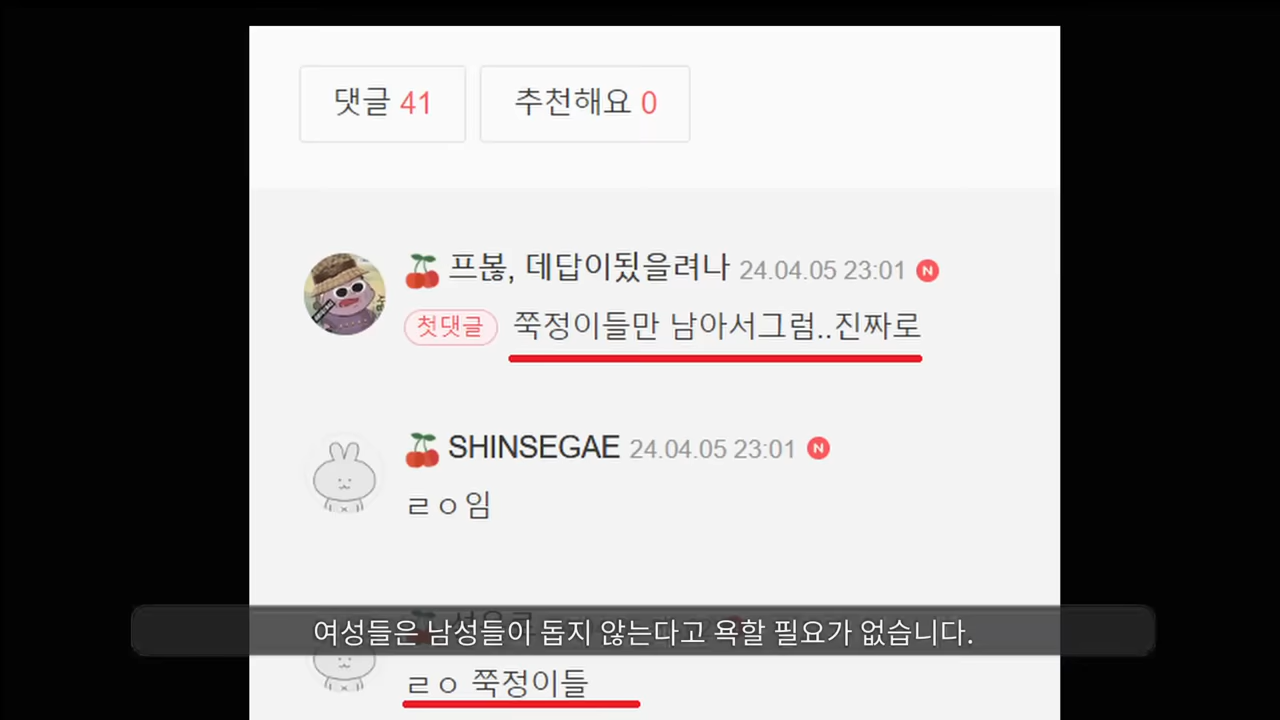 댓글 41
추천해요 0
프봏, 데답이됬을려나 24.04.05 23:01 N
첫댓글 쭉정이들만 남아서그럼..진짜로
SHINSEGAE 24.04.05 23:01 N
ㄹㅇ임
여성들은 남성들이 돕지 않는다고 욕할 필요가 없습니다.
ㄹㅇ 쭉정이들